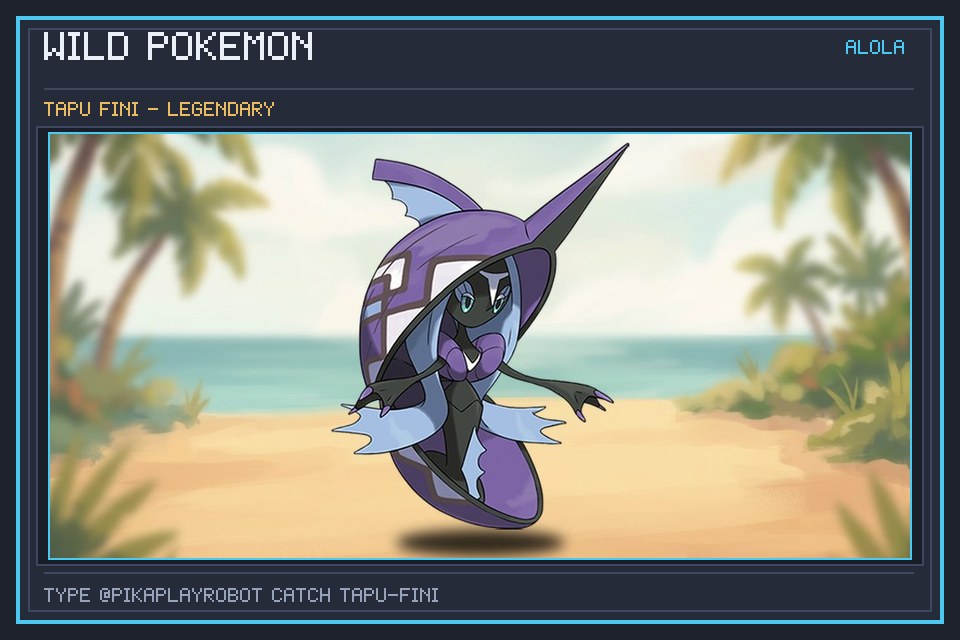 WILD POKEMON
ALOLA
TAPU FINI - LEGENDARY
TYPE @PIKAPLAYROBOT CATCH TAPU-FINI